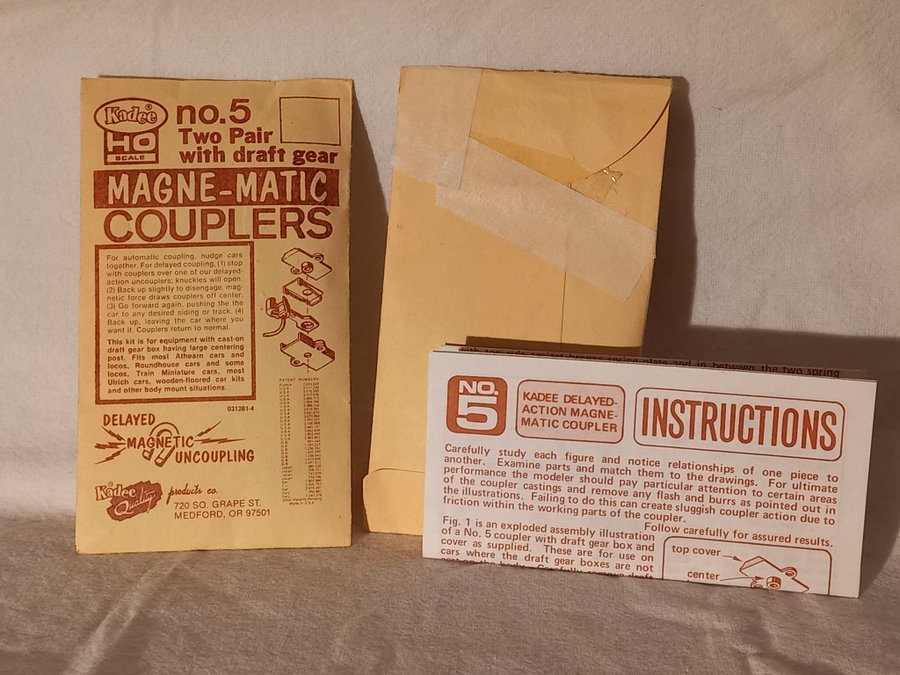 Kadee®
HO
SCALE
no.5
Two Pair
with draft gear
MAGNE-MATIC
COUPLERS
For automatic coupling, nudge cars
together. For delayed coupling, (1) stop
with couplers over one of our delayed-
action uncouplers; knuckles will open.
(2) Back up slightly to disengage, mag
netic force draws couplers off center.
(3) Go forward again, pushing the the
car to any desired siding or track. (4)
Back up, leaving the car where you
want it. Couplers return to normal.
This kit is for equipment with cast on
draft gear box having large centering
post. Fits most Athearn cars and
locos, Roundhouse cars and some
locos, Train Miniature cars, most
Ulrich cars, wooden-floored car kits
and other body mount situations.
031281-4
PATENT NUMBERS
DELAYED
MAGNETIC
UNCOUPLING
Kadee
Quality
products co.
720 SO. GRAPE ST.
MEDFORD, OR 97501
and in between the two spring
NO.
5
KADEE DELAYED-
ACTION MAGNE-
MATIC COUPLER
INSTRUCTIONS
Carefully study each figure and notice relationships of one piece to
another. Examine parts and match them to the drawings. For ultimate
performance the modeler should pay particular attention to certain areas
of the coupler castings and remove any flash and burrs as pointed out in
the illustrations. Failing to do this can create sluggish coupler action due to
friction within the working parts of the coupler.
Follow carefully for assured results.
Fig. 1 is an exploded assembly illustration
of a No. 5 coupler with draft gear box and
cover as supplied. These are for use on
cars where the draft gear boxes are not
top cover
center